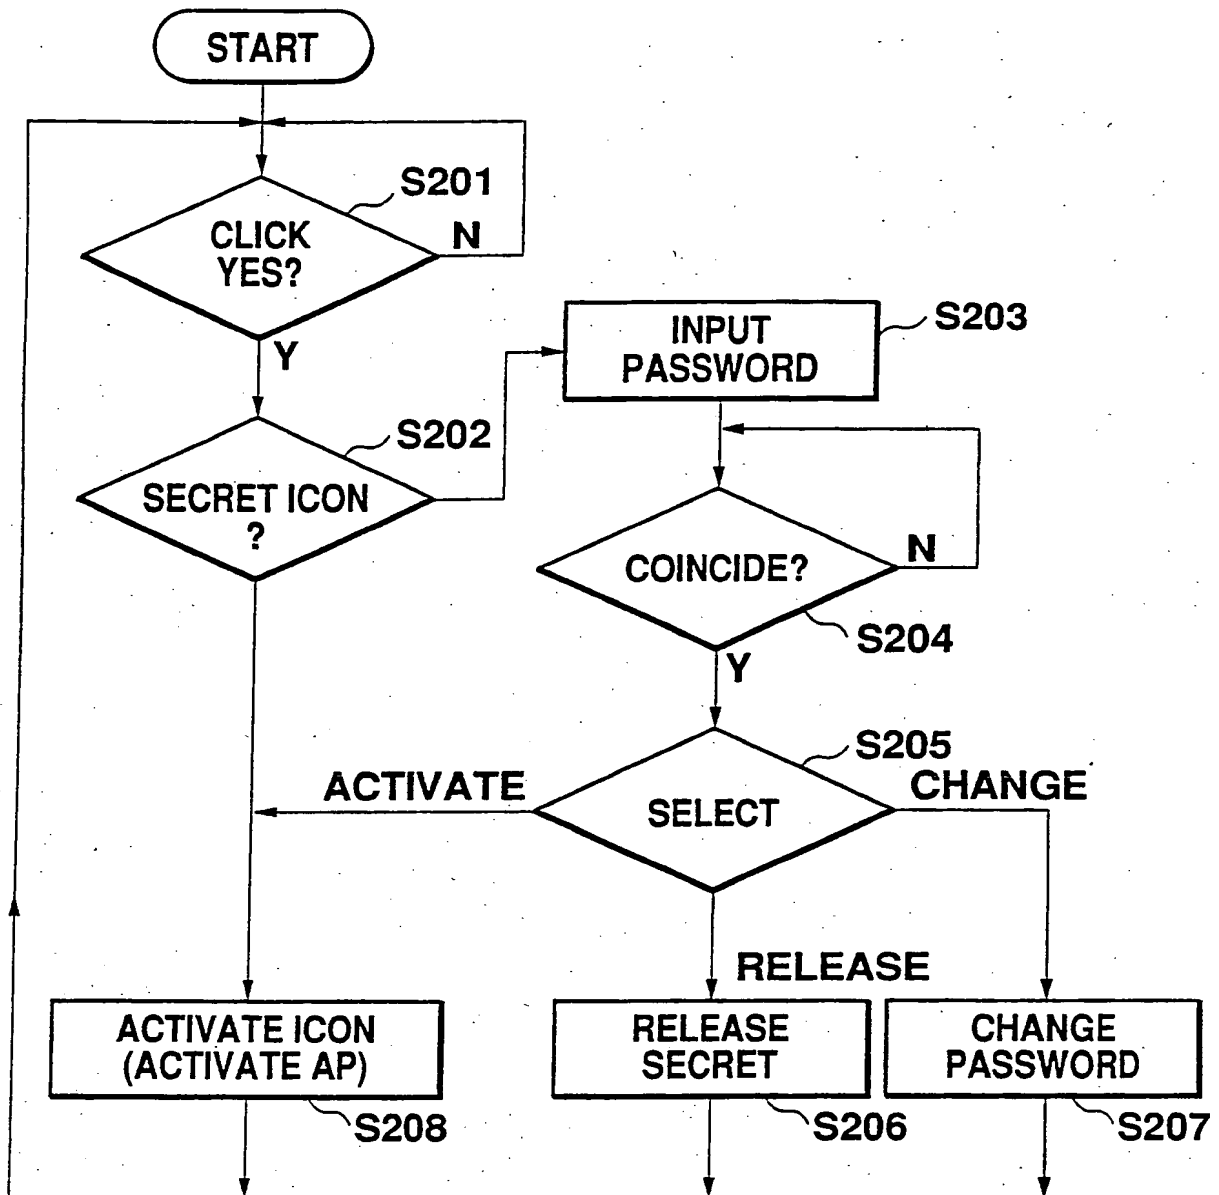 START
S201
CLICK
YES?
N
Y
S203
INPUT
PASSWORD
S202
SECRET ICON
?
COINCIDE?
N
S204
Y
S205
ACTIVATE
SELECT
CHANGE
RELEASE
ACTIVATE ICON
(ACTIVATE AP)
S208
RELEASE
SECRET
S206
CHANGE
PASSWORD
S207